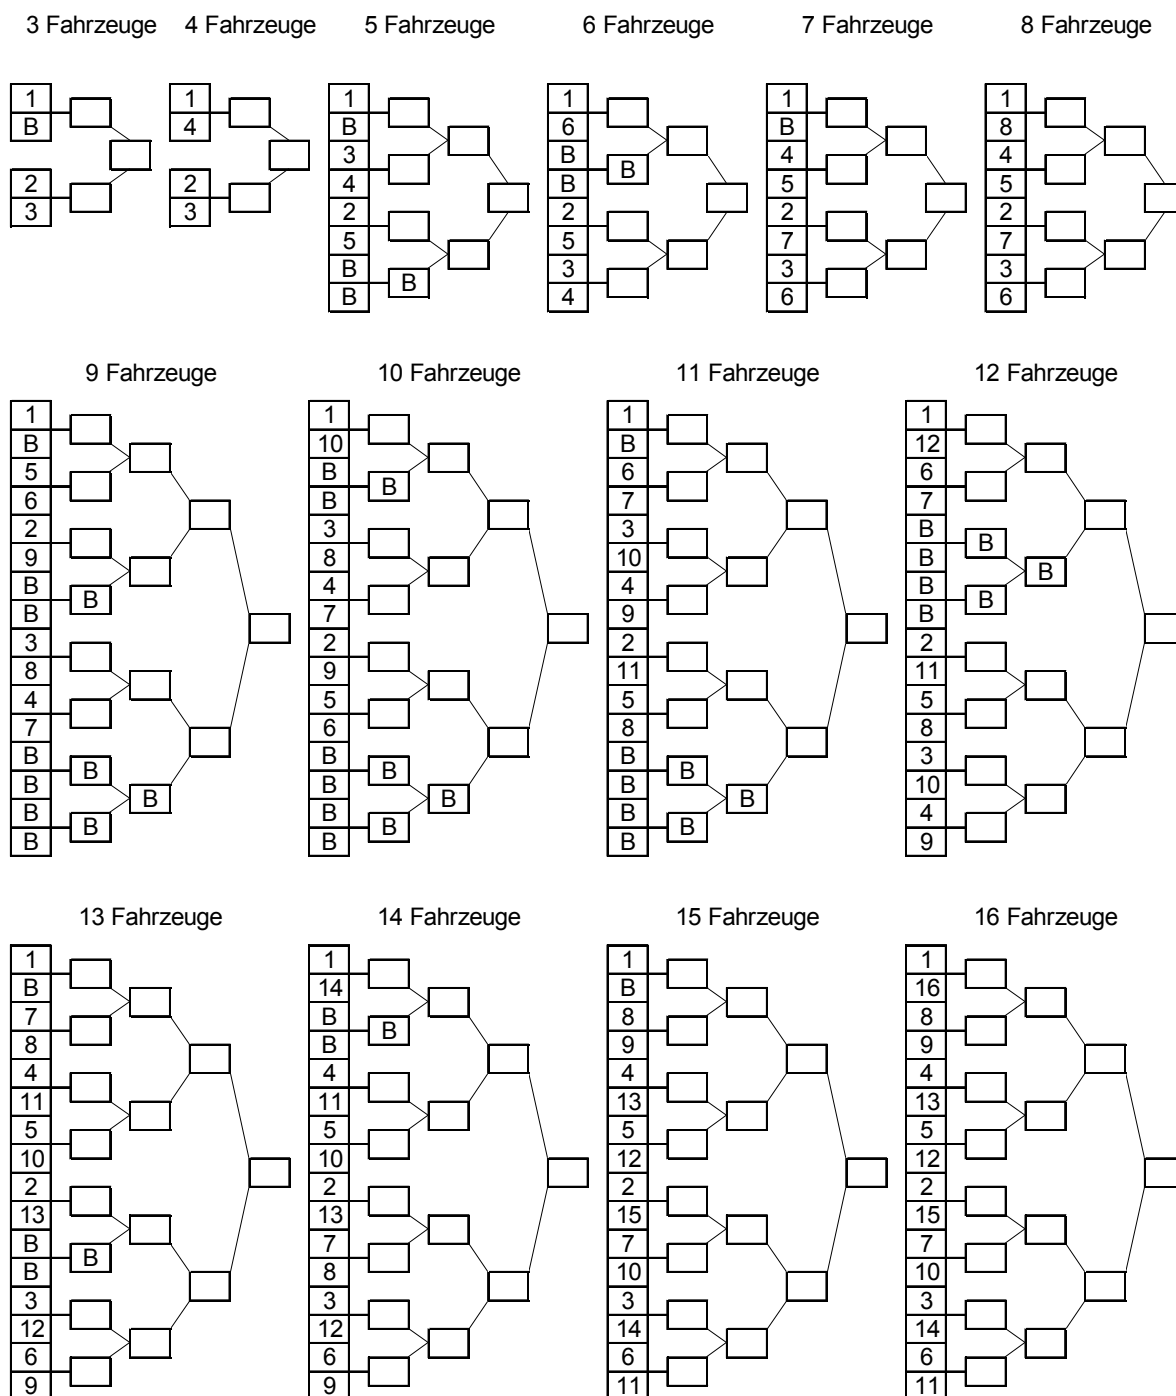 3 Fahrzeuge 4 Fahrzeuge 5 Fahrzeuge 6 Fahrzeuge 7 Fahrzeuge 8 Fahrzeuge
1 1 1 1 1 1
B 4 B 6 B 8
3 B B 4 4
2 2 4 B 5 5
3 3 2 2 2 2
5 5 7 7
B B 3 3 3
B 4 6 6
9 Fahrzeuge 10 Fahrzeuge 11 Fahrzeuge 12 Fahrzeuge
1 1 1 1
B 10 B 12
5 B B 6 6
6 B 7 7
2 3 3 B B
9 8 10 B B
B B 4 4 B B
B 7 9 B
3 2 2 2
8 9 11 11
4 5 5 5
7 6 8 8
B B B B B B 3
B B B B B B 10
B B B B B B 4
B B B 9
13 Fahrzeuge 14 Fahrzeuge 15 Fahrzeuge 16 Fahrzeuge
1 1 1 1
B 14 B 16
7 B B 8 8
8 B 9 9
4 4 4 4
11 11 13 13
5 5 5 5
10 10 12 12
2 2 2 2
13 13 15 15
B B 7 7 7
B 8 10 10
3 3 3 3
12 12 14 14
6 6 6 6
9 9 11 11